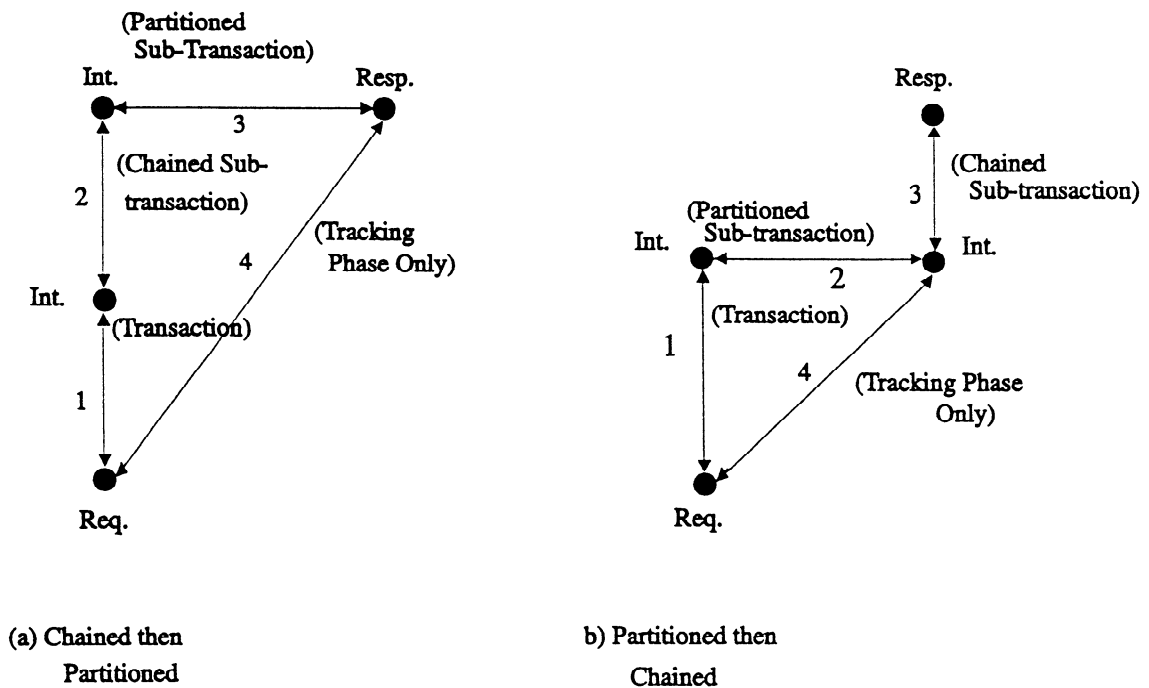 (Partitioned
Sub-Transaction)
Int.
Resp.
3
(Chained Sub-
transaction)
2
(Tracking
Phase Only)
4
Int.
(Transaction)
1
Req.
(a) Chained then
Partitioned
Resp.
(Chained
Sub-transaction)
3
(Partitioned
Sub-transaction)
Int.
Int.
2
(Transaction)
1
4
(Tracking Phase
Only)
Req.
b) Partitioned then
Chained